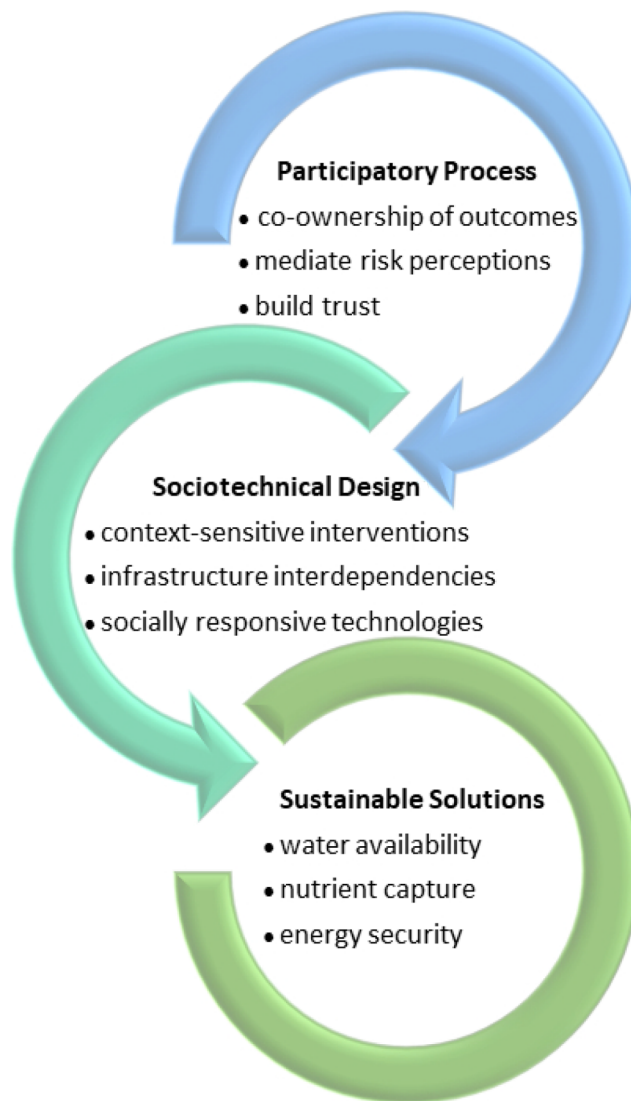 Participatory Process
• co-ownership of outcomes
• mediate risk perceptions
• build trust
Sociotechnical Design
• context-sensitive interventions
• infrastructure interdependencies
• socially responsive technologies
Sustainable Solutions
• water availability
• nutrient capture
• energy security